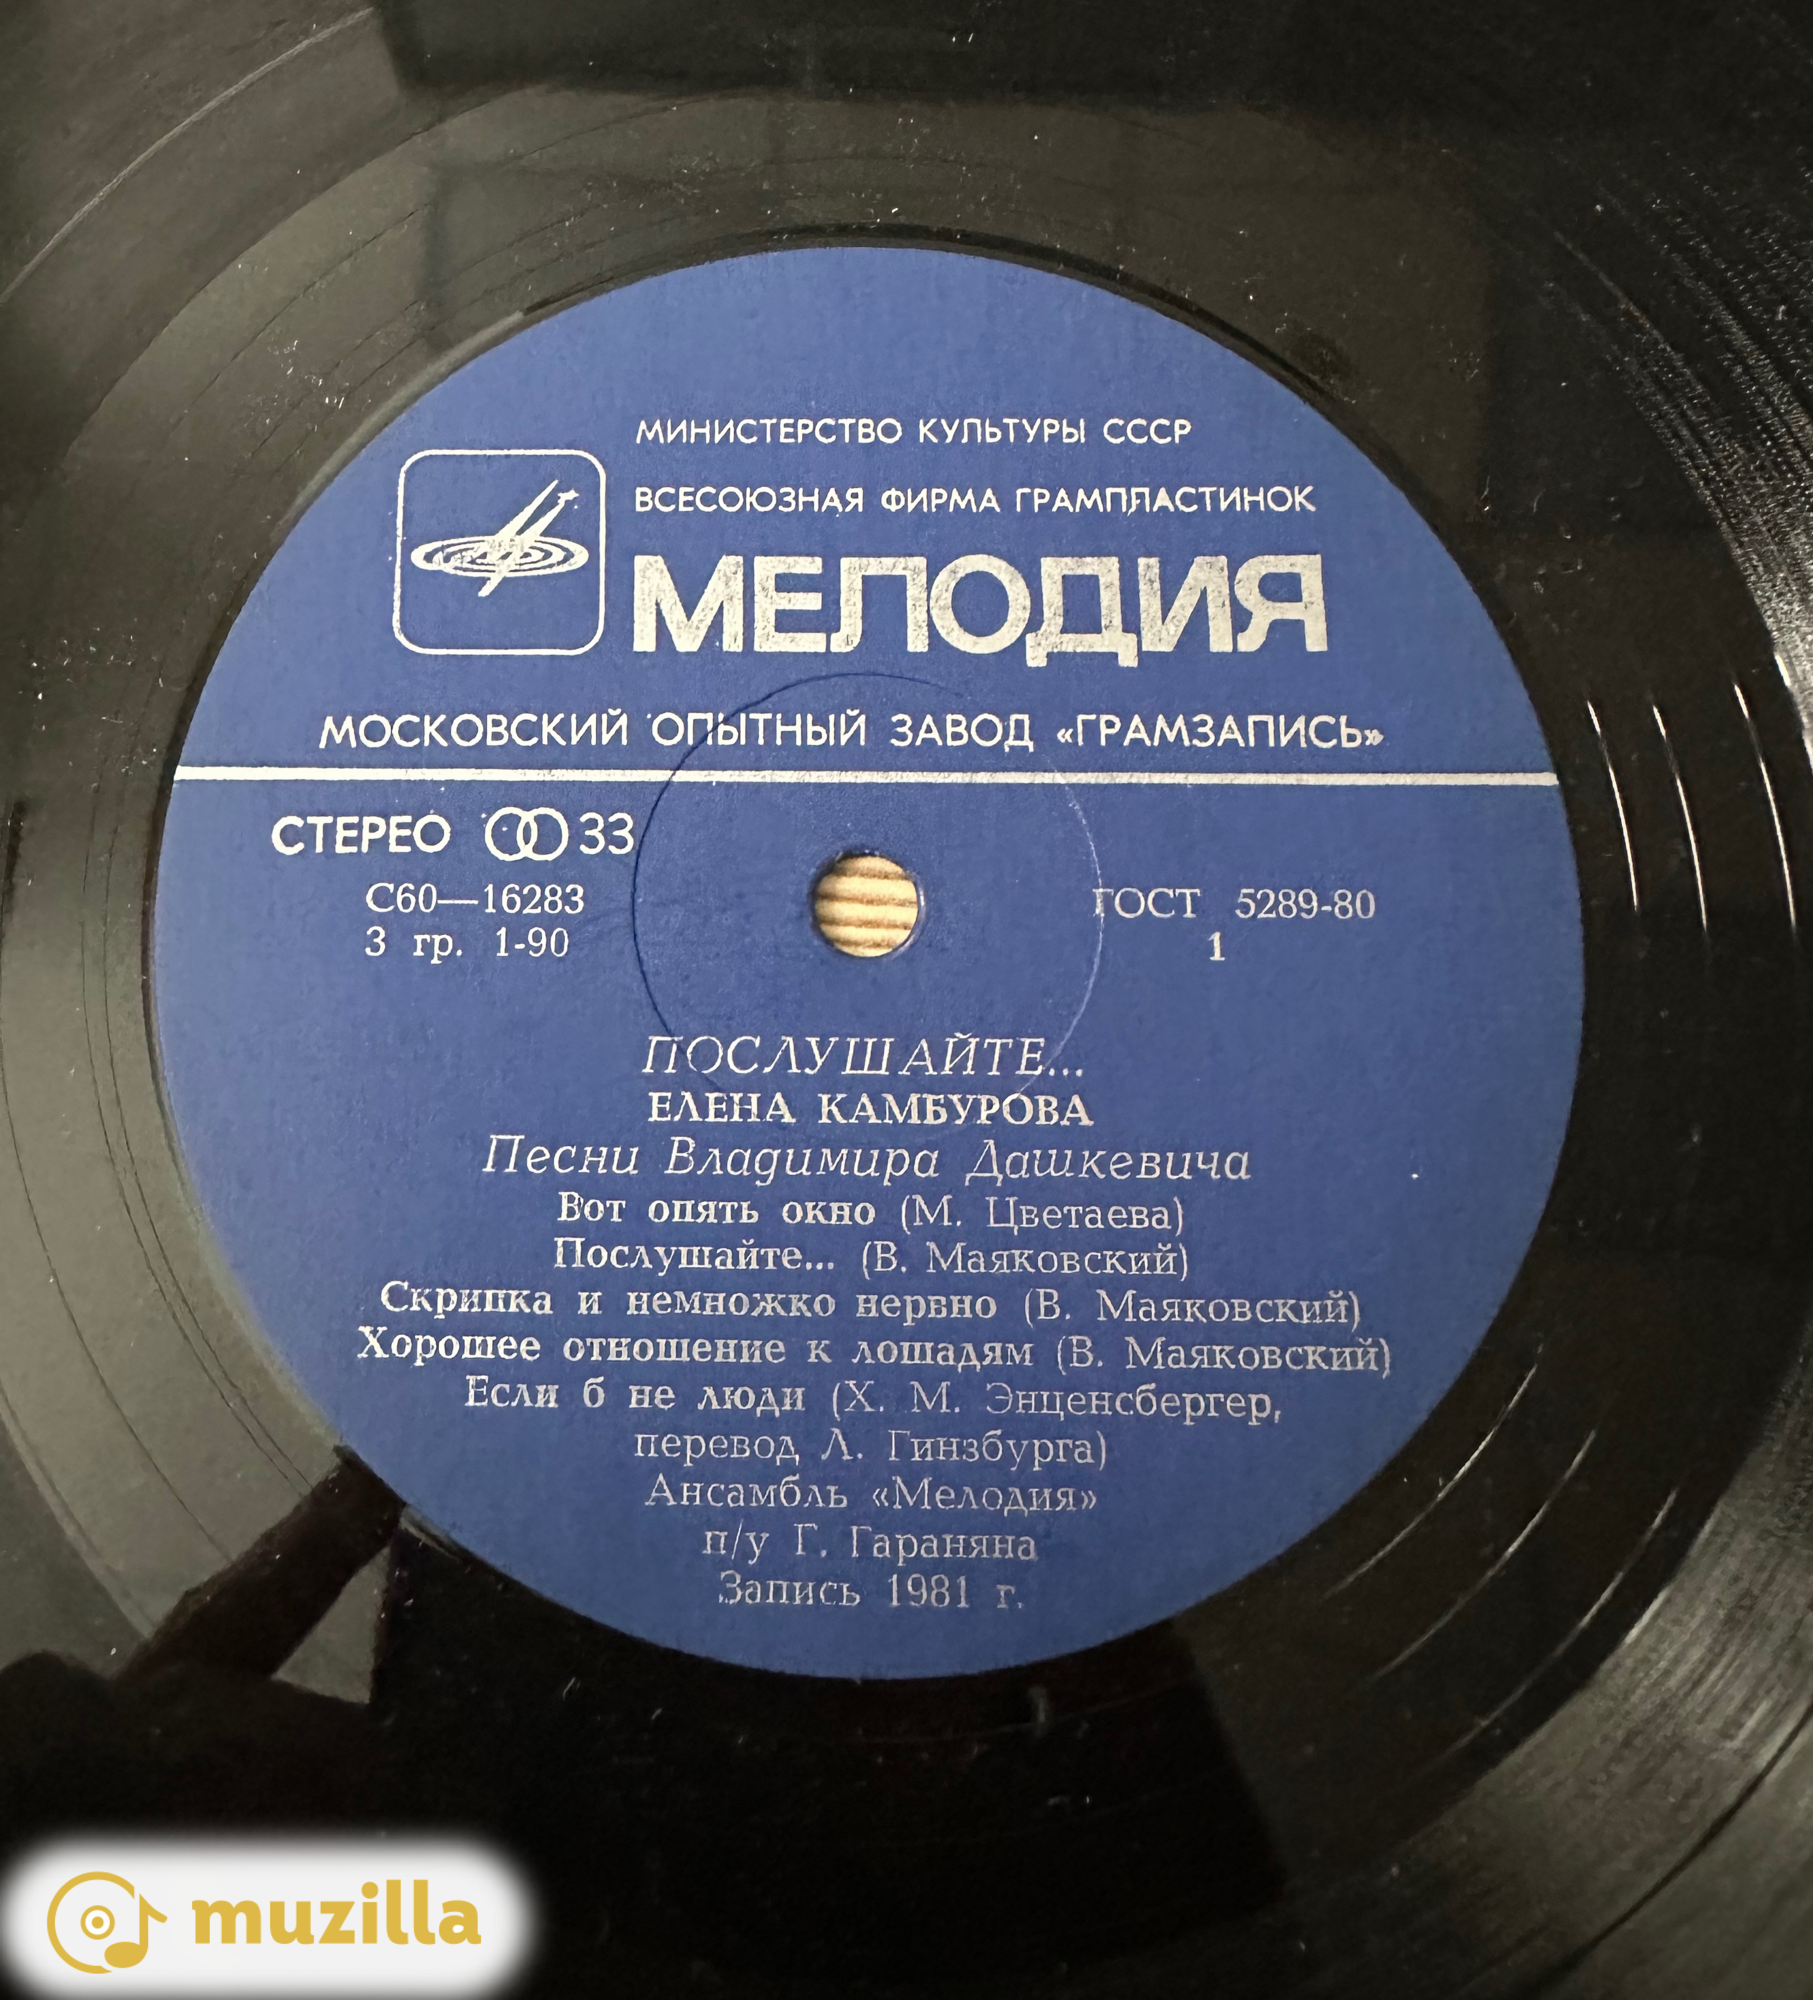 МИНИСТЕРСТВО КУЛЬТУРЫ СССР
ВСЕСОЮЗНАЯ ФИРМА ГРАМПЛАСТИНОК
МЕЛОДИЯ
МОСКОВСКИЙ ОПЫТНЫЙ ЗАВОД «ГРАМЗАПИСЬ»
СТЕРЕО 33
С60—16283
3 гр. 1-90
ГОСТ 5289-80
1
ПОСЛУШАЙТЕ...
ЕЛЕНА КАМБУРОВА
Песни Владимира Дашкевича
Вот опять окно (М. Цветаева)
Послушайте... (В. Маяковский)
Скрипка и немножко нервно (В. Маяковский)
Хорошее отношение к лошадям (В. Маяковский)
Если б не люди (Х. М. Энценсбергер,
перевод Л. Гинзбурга)
Ансамбль «Мелодия»
п/у Г. Гараняна
Запись 1981 г.
muzilla